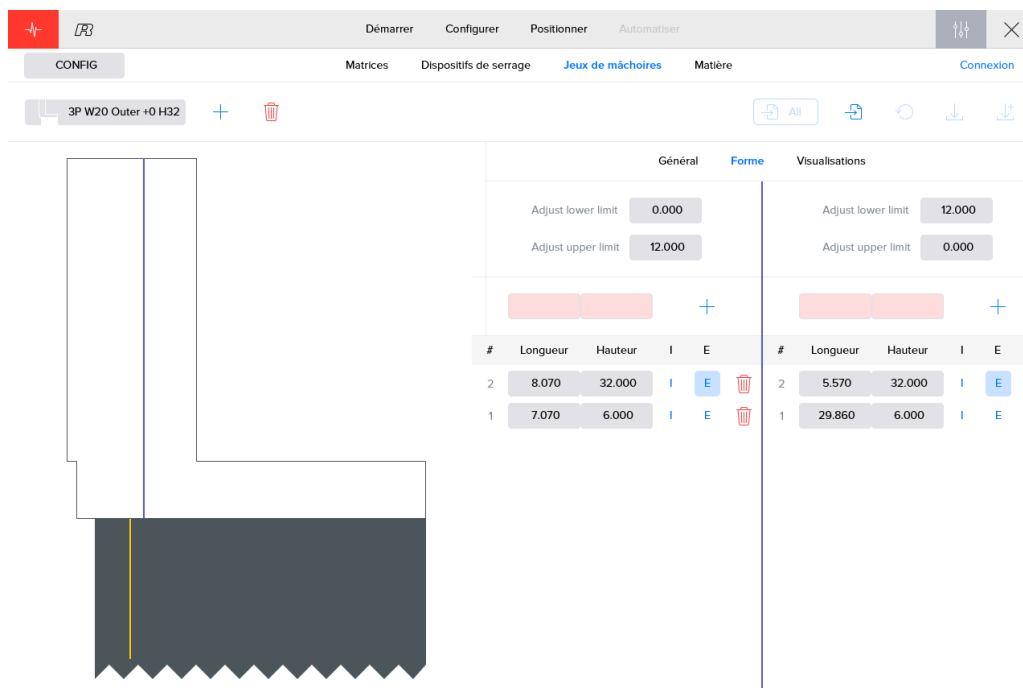 Démarrer Configurer Positionner Automatiser
CONFIG Matrices Dispositifs de serrage Jeux de mâchoires Matière Connexion
3P W20 Outer +0 H32 All
Général Forme Visualisations
Adjust lower limit 0.000 Adjust lower limit 12.000
Adjust upper limit 12.000 Adjust upper limit 0.000
# Longueur Hauteur I E # Longueur Hauteur I E
2 8.070 32.000 I E 2 5.570 32.000 I E
1 7.070 6.000 I E 1 29.860 6.000 I E